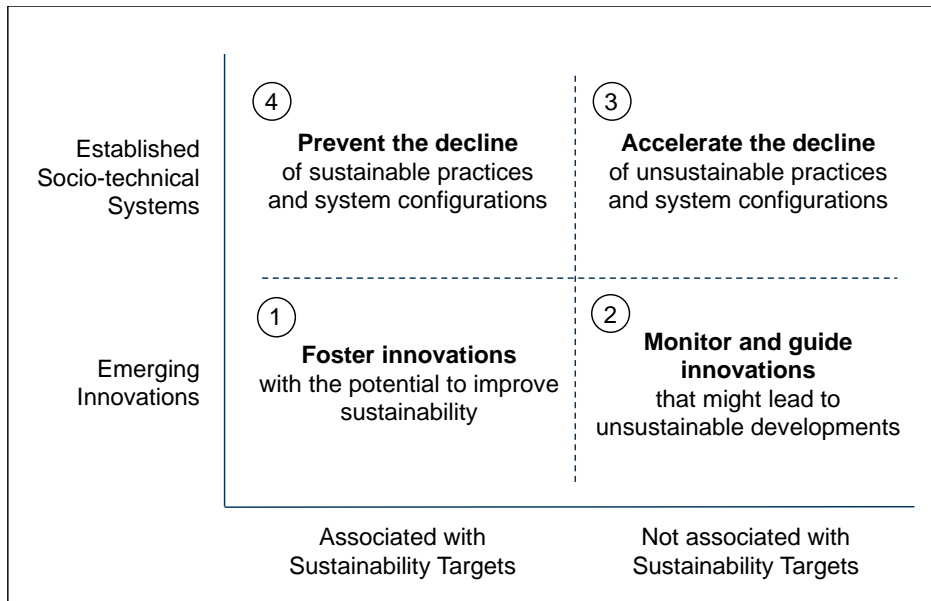 4
Prevent the decline
of sustainable practices
and system configurations
3
Accelerate the decline
of unsustainable practices
and system configurations
Established
Socio-technical
Systems
1
Foster innovations
with the potential to improve
sustainability
2
Monitor and guide
innovations
that might lead to
unsustainable developments
Emerging
Innovations
Associated with
Sustainability Targets
Not associated with
Sustainability Targets